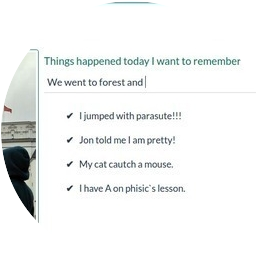 Things happened today I want to remember
We went to forest and
✔ I jumped with parasute!!!
✔ Jon told me I am pretty!
✔ My cat cautch a mouse.
✔ I have A on phisic`s lesson.